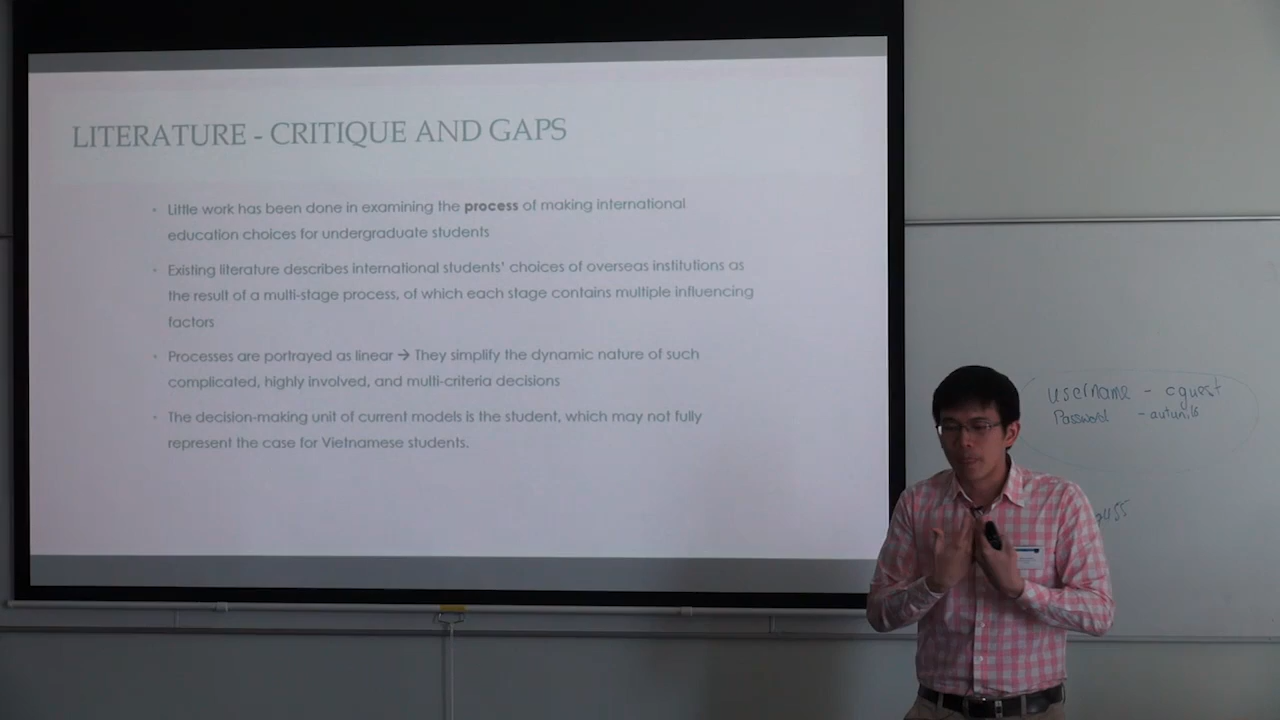 LITERATURE - CRITIQUE AND GAPS
• Little work has been done in examining the process of making international
education choices for undergraduate students
• Existing literature describes international students' choices of overseas institutions as
the result of a multi-stage process, of which each stage contains multiple influencing
factors
• Processes are portrayed as linear → They simplify the dynamic nature of such
complicated, highly involved, and multi-criteria decisions
• The decision-making unit of current models is the student, which may not fully
represent the case for Vietnamese students.
username - cguest
Password -